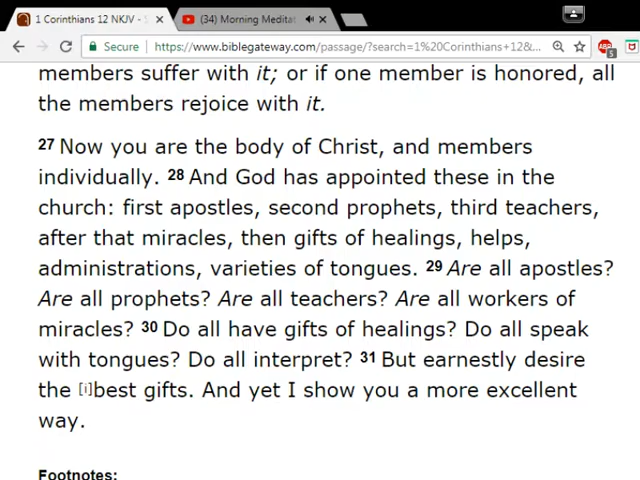 1 Corinthians 12 NKJV - 
(34) Morning Meditat
Secure https://www.biblegateway.com/passage/?search=1%20Corinthians+12&...
ABP
5
members suffer with it; or if one member is honored, all
the members rejoice with it.
27 Now you are the body of Christ, and members
individually. 28 And God has appointed these in the
church: first apostles, second prophets, third teachers,
after that miracles, then gifts of healings, helps,
administrations, varieties of tongues. 29 Are all apostles?
Are all prophets? Are all teachers? Are all workers of
miracles? 30 Do all have gifts of healings? Do all speak
with tongues? Do all interpret? 31 But earnestly desire
the [i]best gifts. And yet I show you a more excellent
way.
Footnotes: